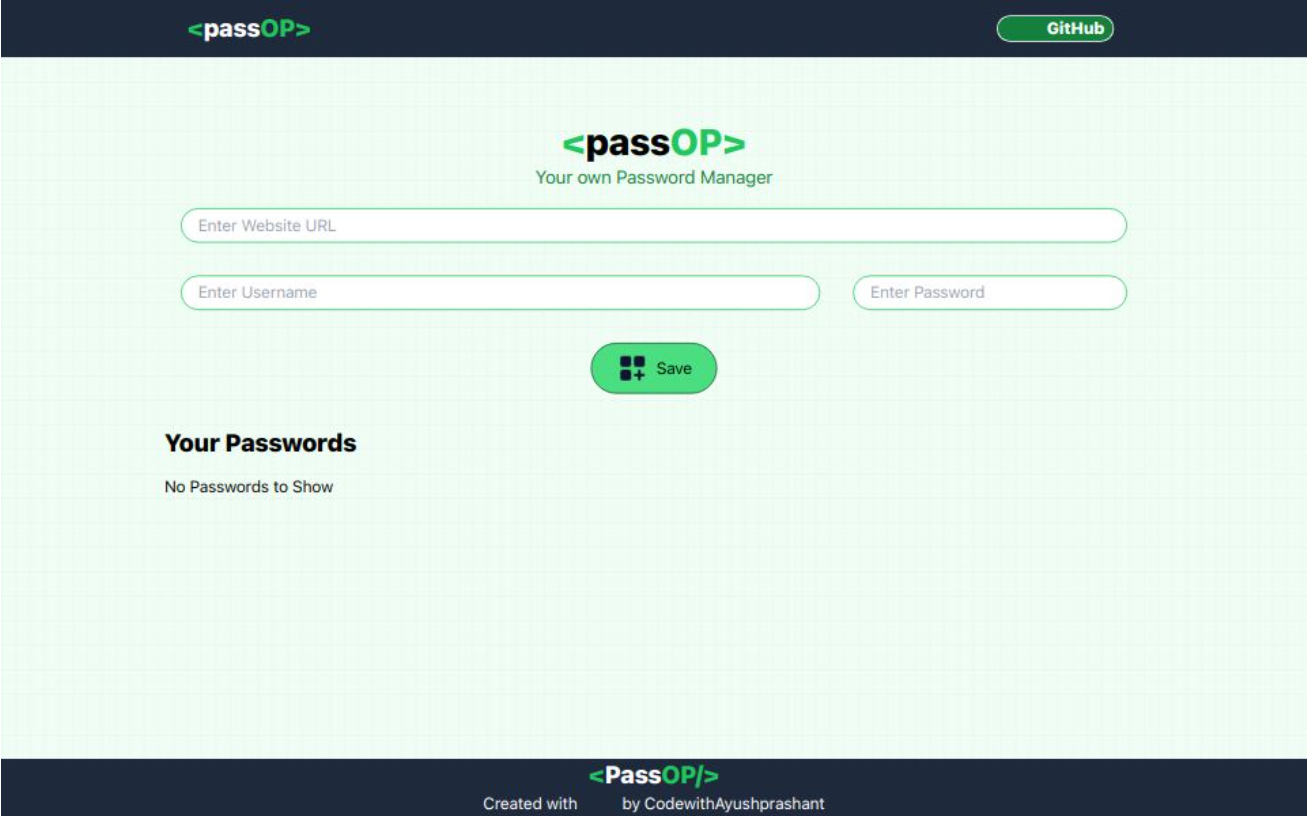 <passOP>
GitHub
<passOP>
Your own Password Manager
Enter Website URL
Enter Username
Enter Password
Save
Your Passwords
No Passwords to Show
<PassOP/>
Created with by CodewithAyushprashant